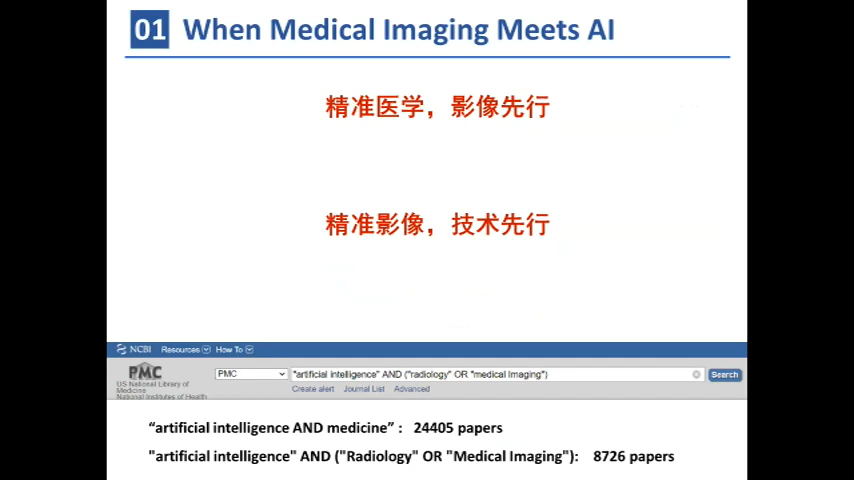 01 When Medical Imaging Meets AI
精准医学，影像先行
精准影像，技术先行
NCBI Resources How To
PMC
US National Library of
Medicine
National Institutes of Health
PMC "artificial intelligence" AND ("radiology" OR "medical Imaging") Search
Create alert Journal List Advanced
“artificial intelligence AND medicine” : 24405 papers
"artificial intelligence" AND ("Radiology" OR "Medical Imaging"): 8726 papers